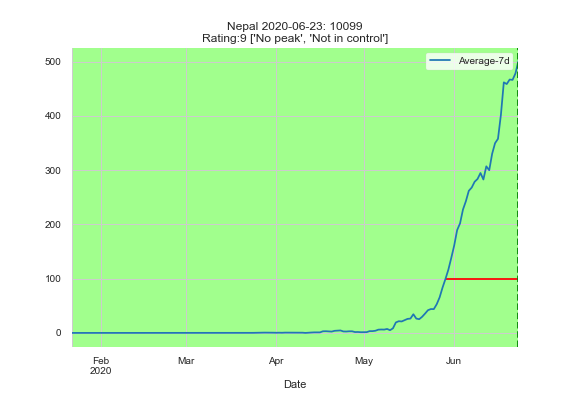 Nepal 2020-06-23: 10099
Rating:9 ['No peak', 'Not in control']
Average-7d
500
400
300
200
100
0
Feb
2020
Mar
Apr
May
Jun
Date